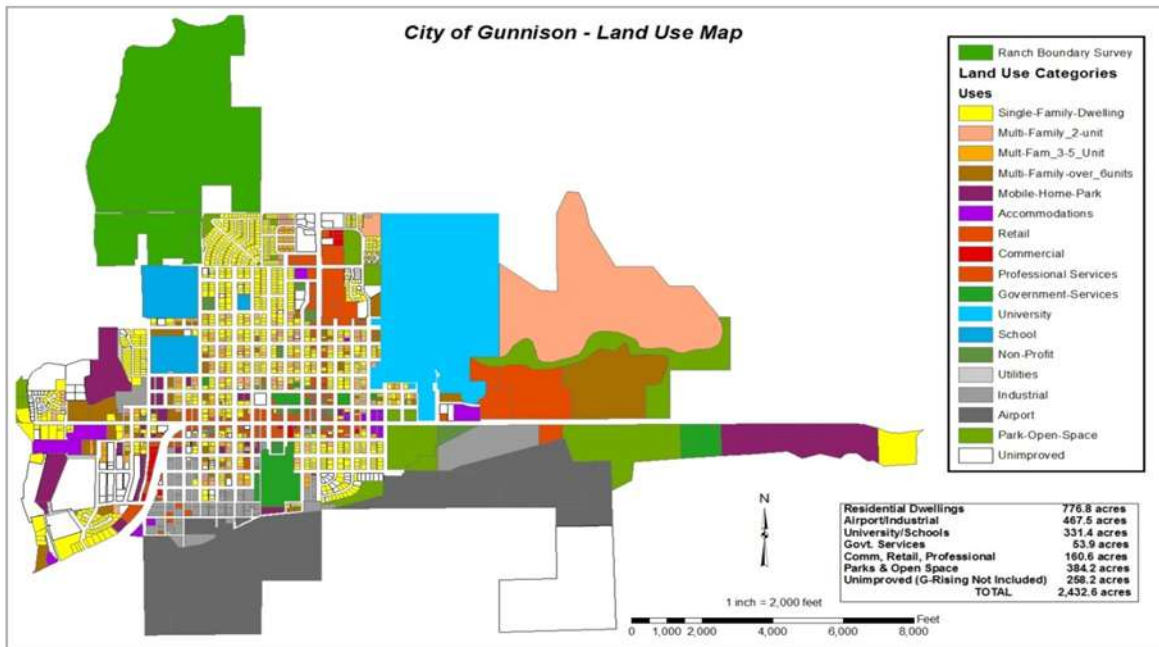 City of Gunnison - Land Use Map
Ranch Boundary Survey
Land Use Categories
Uses
Single-Family-Dwelling
Multi-Family_2-unit
Mult-Fam_3-5_Unit
Multi-Family-over_6units
Mobile-Home-Park
Accommodations
Retail
Commercial
Professional Services
Government-Services
University
School
Non-Profit
Utilities
Industrial
Airport
Park-Open-Space
Unimproved
N
Residential Dwellings 776.8 acres
Airport/Industrial 467.5 acres
University/Schools 331.4 acres
Govt. Services 53.9 acres
Comm, Retail, Professional 160.6 acres
Parks & Open Space 384.2 acres
Unimproved (G-Rising Not Included) 258.2 acres
TOTAL 2,432.6 acres
1 inch = 2,000 feet
Feet
0 1,000 2,000 4,000 6,000 8,000